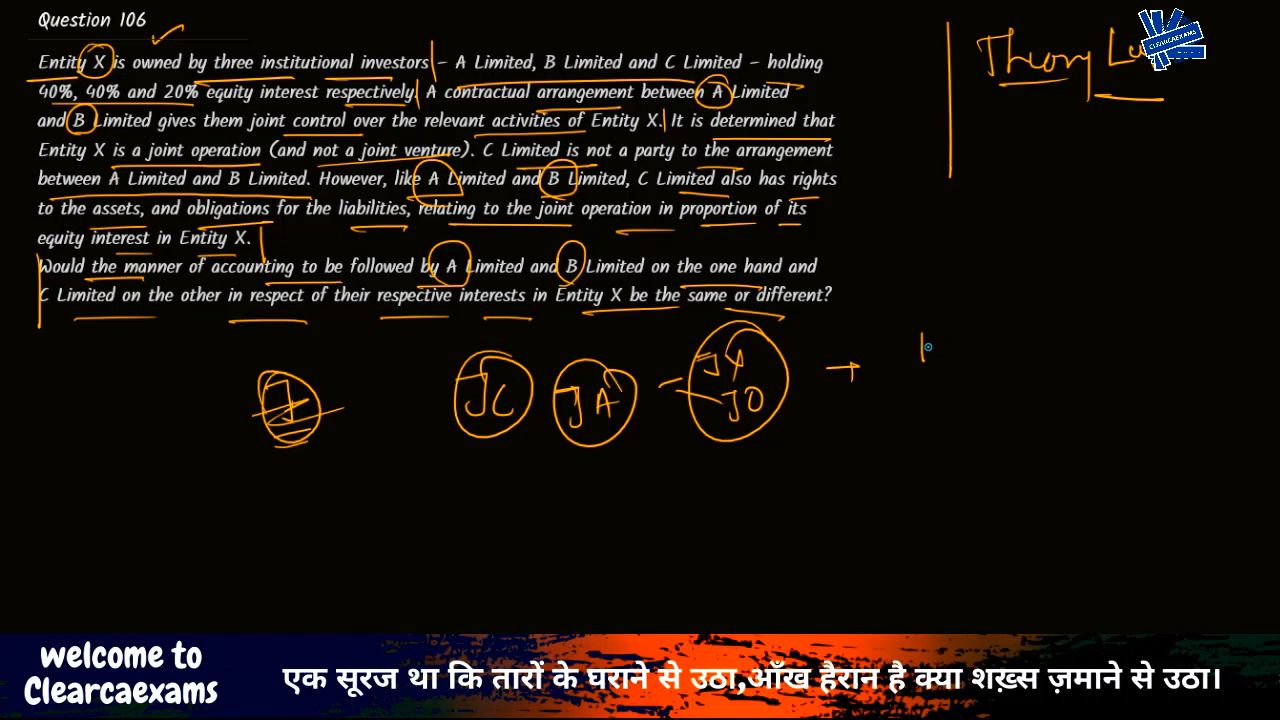 Question 106
Theory
CLEARCAEXAMS
Entity X is owned by three institutional investors - A Limited, B Limited and C Limited – holding
40%, 40% and 20% equity interest respectively. A contractual arrangement between A Limited
and B Limited gives them joint control over the relevant activities of Entity X. It is determined that
Entity X is a joint operation (and not a joint venture). C Limited is not a party to the arrangement
between A Limited and B Limited. However, like A Limited and B Limited, C Limited also has rights
to the assets, and obligations for the liabilities, relating to the joint operation in proportion of its
equity interest in Entity X.
Would the manner of accounting to be followed by A Limited and B Limited on the one hand and
C Limited on the other in respect of their respective interests in Entity X be the same or different?
JC JA = JV
JO →
welcome to
Clearcaexams
एक सूरज था कि तारों के घराने से उठा,आँख हैरान है क्या शख़्स ज़माने से उठा।